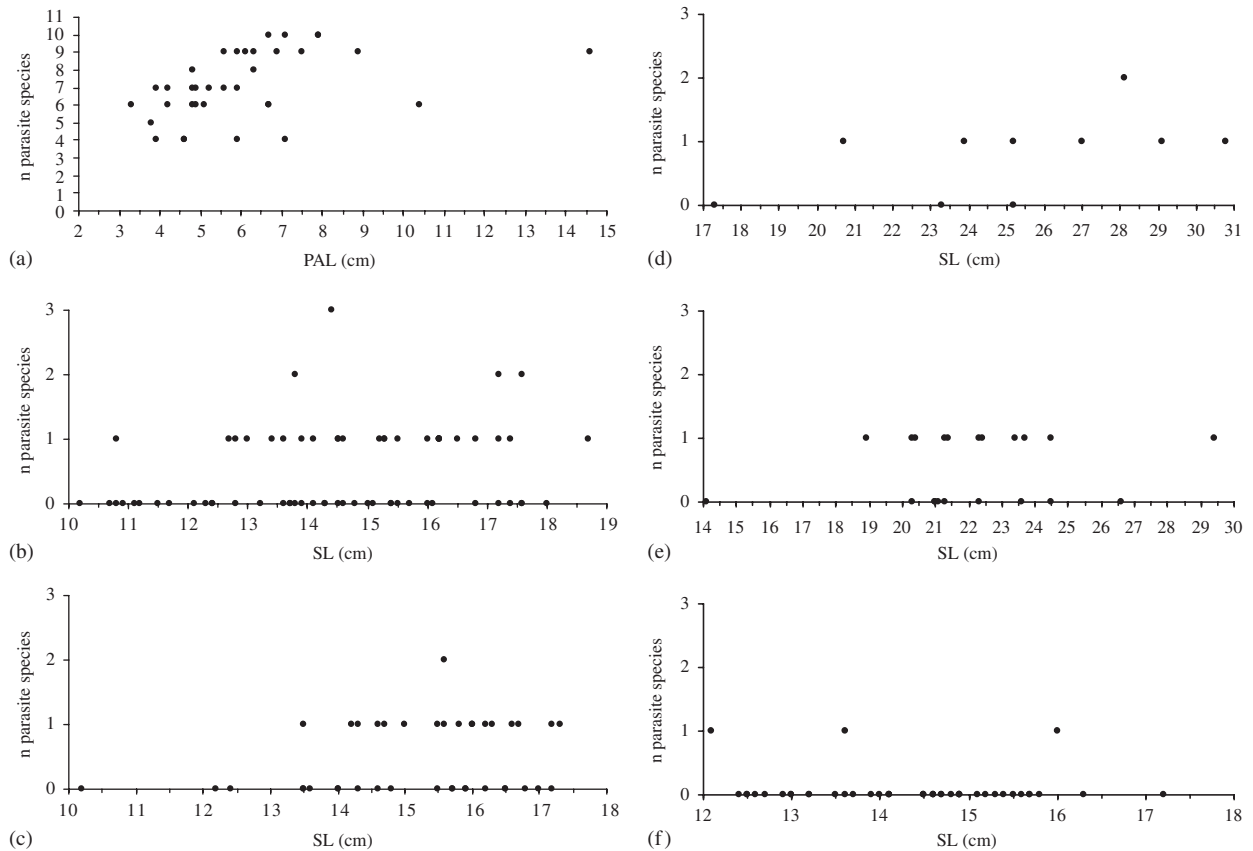 11
10
9
8
7
6
5
4
3
2
1
0
n parasite species
2 3 4 5 6 7 8 9 10 11 12 13 14 15
(a) PAL (cm)
3
2
1
0
n parasite species
10 11 12 13 14 15 16 17 18 19
(b) SL (cm)
3
2
1
0
n parasite species
10 11 12 13 14 15 16 17 18
(c) SL (cm)
3
2
1
0
n parasite species
17 18 19 20 21 22 23 24 25 26 27 28 29 30 31
(d) SL (cm)
3
2
1
0
n parasite species
14 15 16 17 18 19 20 21 22 23 24 25 26 27 28 29 30
(e) SL (cm)
3
2
1
0
n parasite species
12 13 14 15 16 17 18
(f) SL (cm)